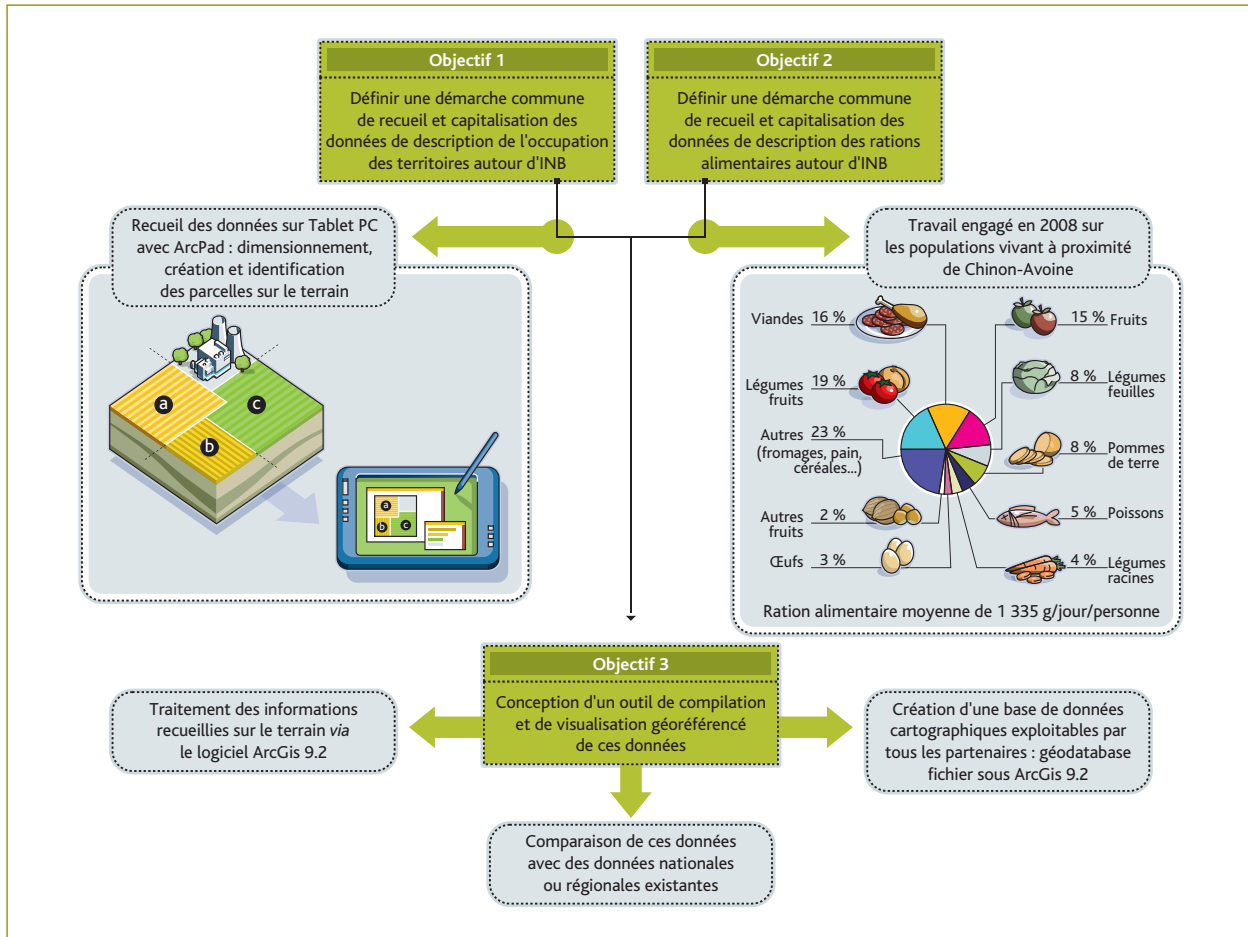 Objectif 1
Définir une démarche commune
de recueil et capitalisation des
données de description de l'occupation
des territoires autour d'INB
Objectif 2
Définir une démarche commune
de recueil et capitalisation des
données de description des rations
alimentaires autour d'INB
Recueil des données sur Tablet PC
avec ArcPad : dimensionnement,
création et identification
des parcelles sur le terrain
a
c
b
a
b
c
Travail engagé en 2008 sur
les populations vivant à proximité
de Chinon-Avoine
Viandes 16 %
15 % Fruits
Légumes 19 %
fruits
8 % Légumes
feuilles
Autres 23 %
(fromages, pain,
céréales...)
8 % Pommes
de terre
Autres 2 %
fruits
5 % Poissons
Œufs 3 %
4 % Légumes
racines
Ration alimentaire moyenne de 1 335 g/jour/personne
Objectif 3
Conception d'un outil de compilation
et de visualisation géoréférencé
de ces données
Traitement des informations
recueillies sur le terrain via
le logiciel ArcGis 9.2
Création d'une base de données
cartographiques exploitables par
tous les partenaires : géodatabase
fichier sous ArcGis 9.2
Comparaison de ces données
avec des données nationales
ou régionales existantes